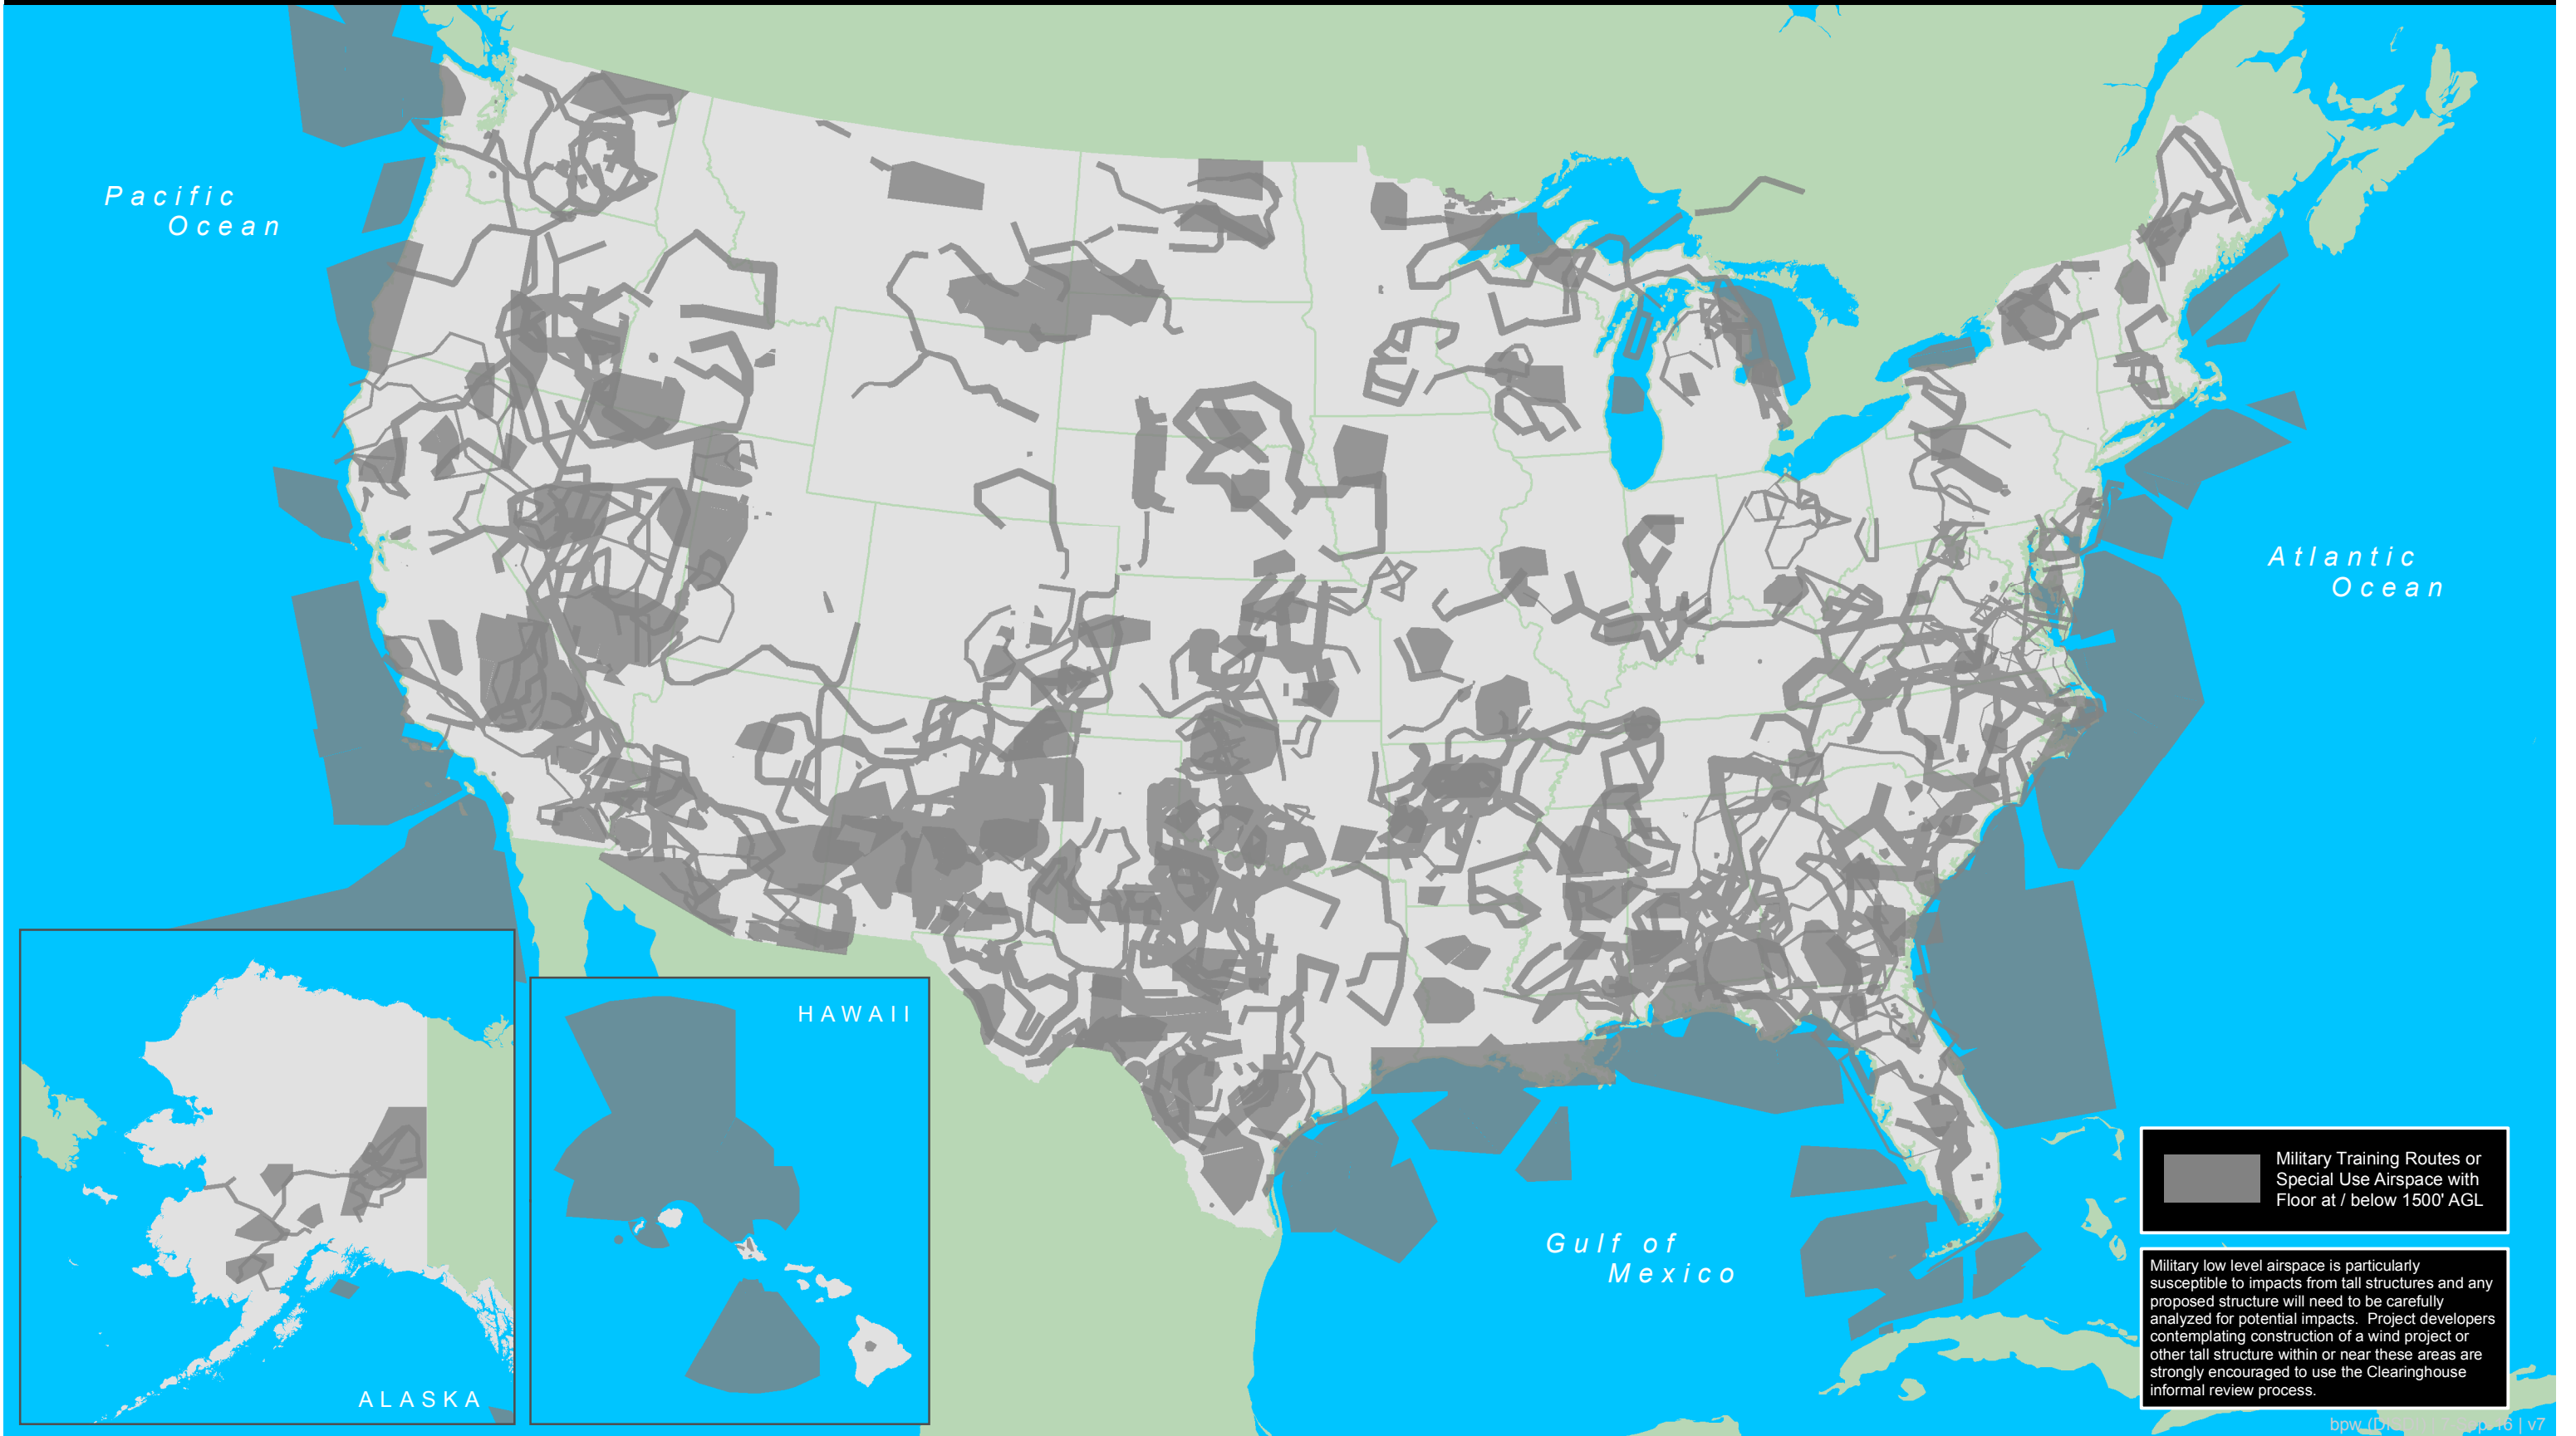 Pacific
Ocean
Atlantic
Ocean
HAWAII
ALASKA
Gulf of
Mexico
Military Training Routes or
Special Use Airspace with
Floor at / below 1500' AGL
Military low level airspace is particularly
susceptible to impacts from tall structures and any
proposed structure will need to be carefully
analyzed for potential impacts.  Project developers
contemplating construction of a wind project or
other tall structure within or near these areas are
strongly encouraged to use the Clearinghouse
informal review process.
bpw | v7